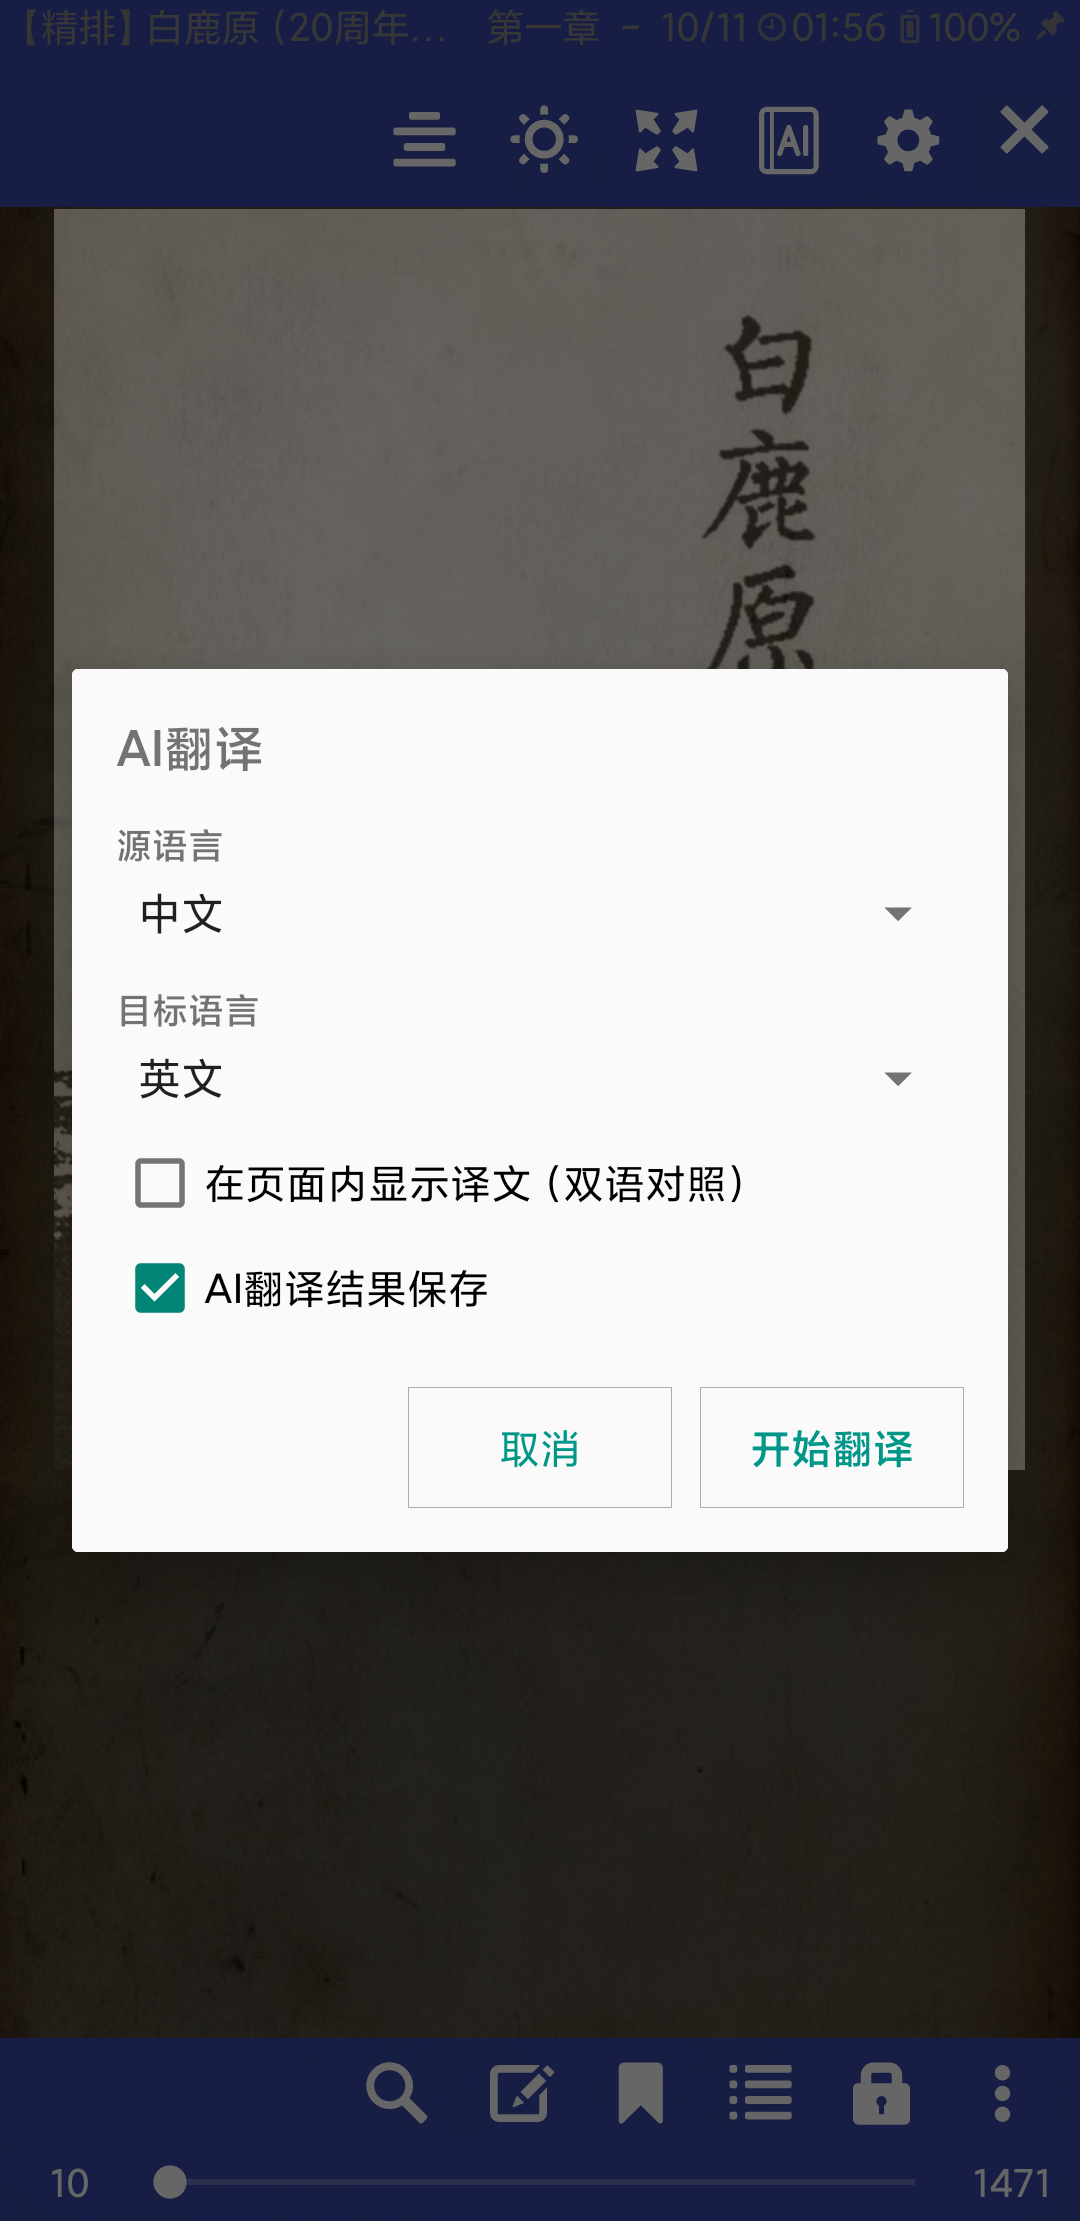 【精排】白鹿原（20周年... 第一章 - 10/11 01:56 100%
AI
白鹿原
AI翻译
源语言
中文
目标语言
英文
在页面内显示译文（双语对照）
AI翻译结果保存
取消 开始翻译
10 1471